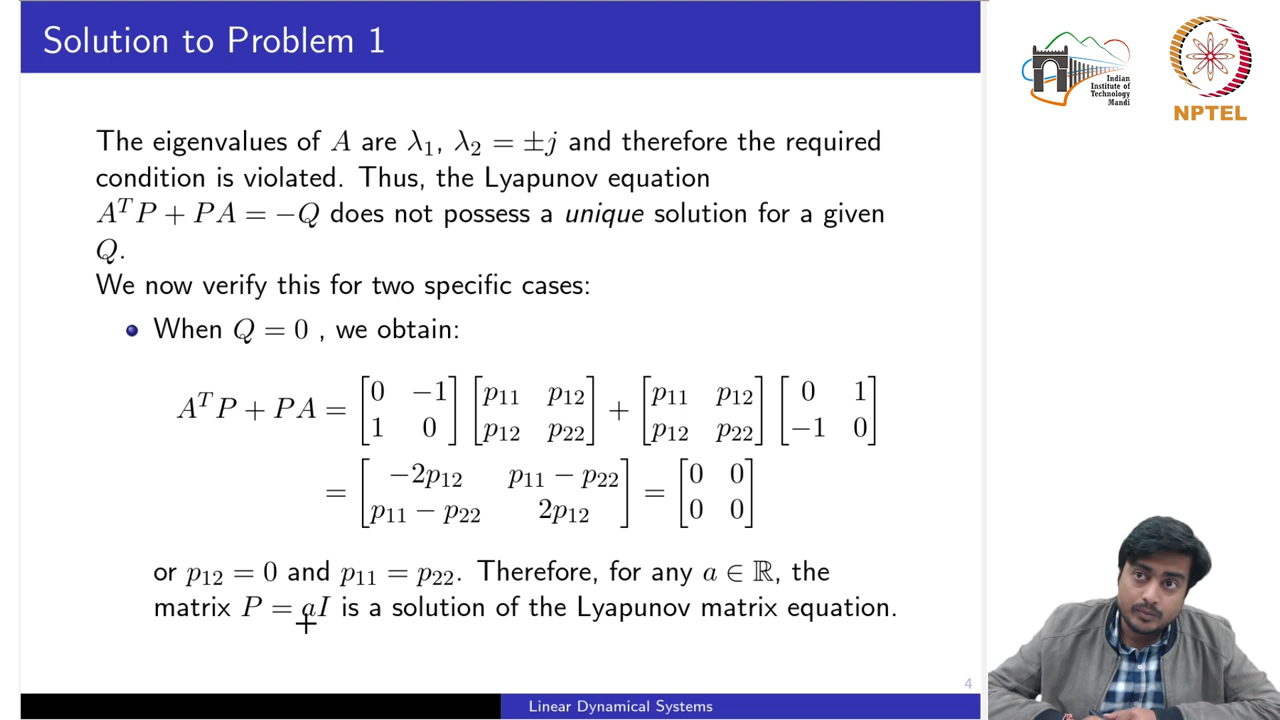 Solution to Problem 1
The eigenvalues of A are λ₁, λ₂ = ±j and therefore the required
condition is violated. Thus, the Lyapunov equation
AᵀP + PA = −Q does not possess a unique solution for a given
Q.
We now verify this for two specific cases:
When Q = 0 , we obtain:
AᵀP + PA = [0 −1; 1 0] [p₁₁ p₁₂; p₁₂ p₂₂] + [p₁₁ p₁₂; p₁₂ p₂₂] [0 1; −1 0]
= [−2p₁₂ p₁₁ − p₂₂; p₁₁ − p₂₂ 2p₁₂] = [0 0; 0 0]
or p₁₂ = 0 and p₁₁ = p₂₂. Therefore, for any a ∈ ℝ, the
matrix P = aI is a solution of the Lyapunov matrix equation.
4
Linear Dynamical Systems
Indian
Institute of
Technology
Mandi
NPTEL